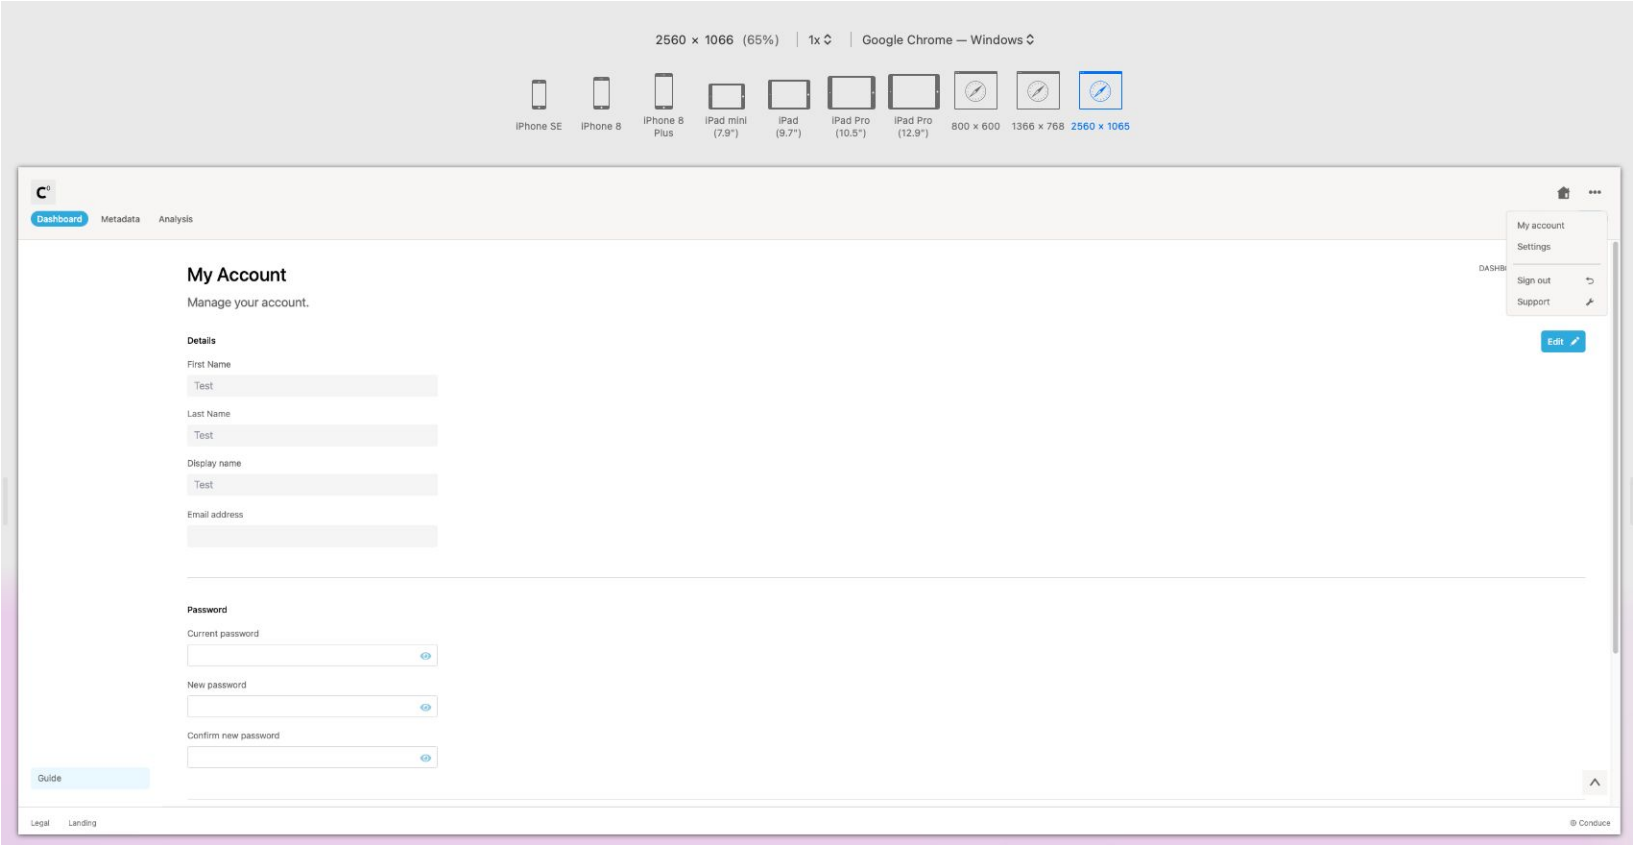 2560 × 1066 (65%) 1x Google Chrome — Windows
iPhone SE iPhone 8 iPhone 8 Plus iPad mini (7.9") iPad (9.7") iPad Pro (10.5") iPad Pro (12.9") 800 × 600 1366 × 768 2560 × 1065
C0
Dashboard Metadata Analysis
My account
Settings
Sign out
Support
My Account
DASHB
Manage your account.
Details
Edit
First Name
Test
Last Name
Test
Display name
Test
Email address
Password
Current password
New password
Confirm new password
Guide
Legal Landing
© Conduce